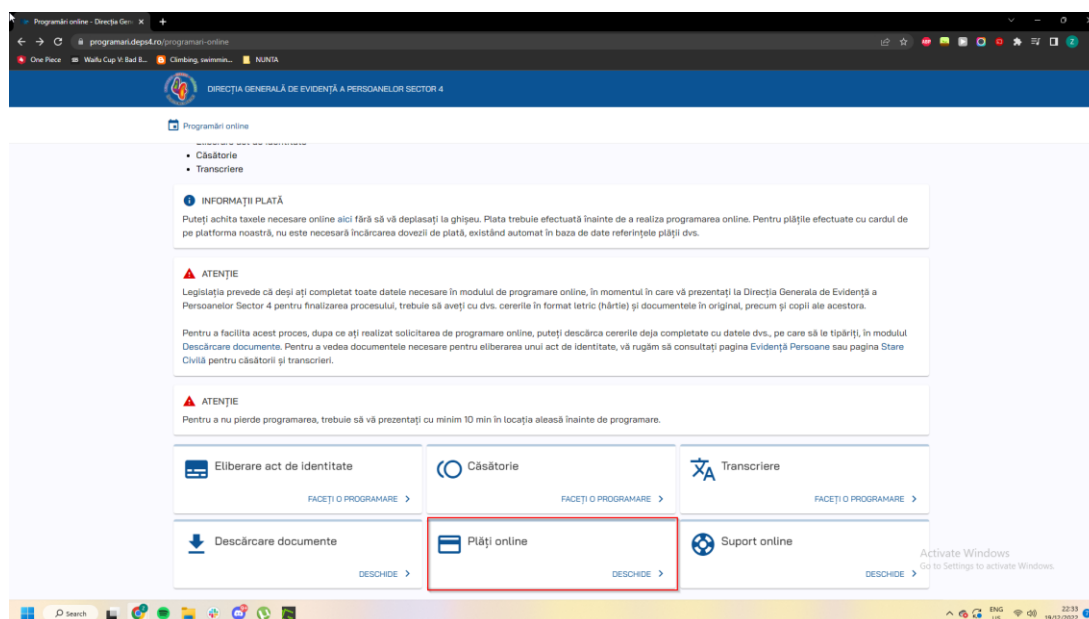 Programări online - Direcția Gen
programari.deps4.ro/programari-online
One Piece
Waifu Cup V: Bad B...
Climbing, swimmin...
NUNTA
DIRECȚIA GENERALĂ DE EVIDENȚĂ A PERSOANELOR SECTOR 4
Programări online
Căsătorie
Transcriere
INFORMAȚII PLATĂ
Puteți achita taxele necesare online aici fără să vă deplasați la ghișeu. Plata trebuie efectuată înainte de a realiza programarea online. Pentru plățile efectuate cu cardul de
pe platforma noastră, nu este necesară încărcarea dovezii de plată, existând automat în baza de date referințele plății dvs.
ATENȚIE
Legislația prevede că deși ați completat toate datele necesare în modulul de programare online, în momentul în care vă prezentați la Direcția Generala de Evidență a
Persoanelor Sector 4 pentru finalizarea procesului, trebuie să aveți cu dvs. cererile în format letric (hârtie) și documentele în original, precum și copii ale acestora.
Pentru a facilita acest proces, dupa ce ați realizat solicitarea de programare online, puteți descărca cererile deja completate cu datele dvs., pe care să le tipăriți, în modulul
Descărcare documente. Pentru a vedea documentele necesare pentru eliberarea unui act de identitate, vă rugăm să consultați pagina Evidență Persoane sau pagina Stare
Civilă pentru căsătorii și transcrieri.
ATENȚIE
Pentru a nu pierde programarea, trebuie să vă prezentați cu minim 10 min în locația aleasă înainte de programare.
Eliberare act de identitate
FACEȚI O PROGRAMARE
Căsătorie
FACEȚI O PROGRAMARE
Transcriere
FACEȚI O PROGRAMARE
Descărcare documente
DESCHIDE
Plăți online
DESCHIDE
Suport online
DESCHIDE
Activate Windows
Go to Settings to activate Windows.
Search
ENG
US
22:33
19/12/2022